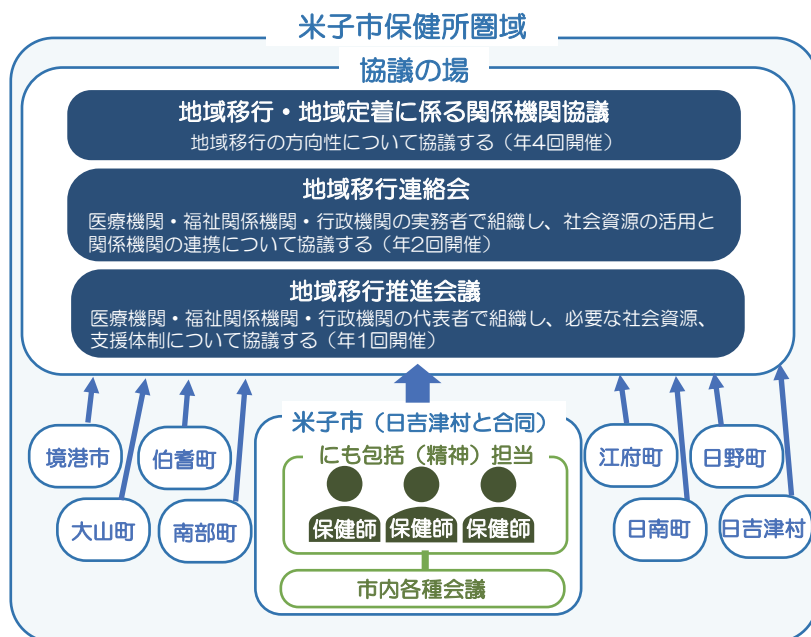 米子市保健所圏域
協議の場
地域移行・地域定着に係る関係機関協議
地域移行の方向性について協議する（年4回開催）
地域移行連絡会
医療機関・福祉関係機関・行政機関の実務者で組織し、社会資源の活用と
関係機関の連携について協議する（年2回開催）
地域移行推進会議
医療機関・福祉関係機関・行政機関の代表者で組織し、必要な社会資源、
支援体制について協議する（年1回開催）
境港市
伯耆町
大山町
南部町
米子市（日吉津村と合同）
にも包括（精神）担当
保健師 保健師 保健師
市内各種会議
江府町
日野町
日南町
日吉津村